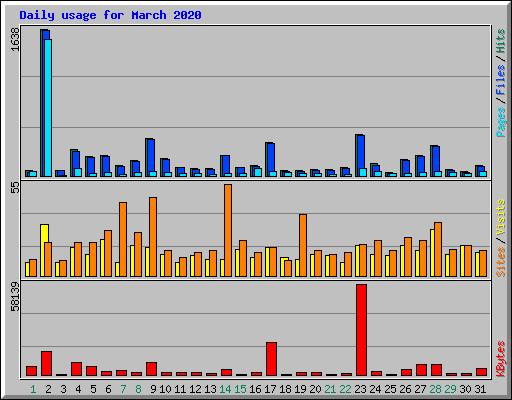 Daily usage for March 2020
1638
Pages / Files / Hits
55
Sites / Visits
58139
KBytes
1 2 3 4 5 6 7 8 9 10 11 12 13 14 15 16 17 18 19 20 21 22 23 24 25 26 27 28 29 30 31